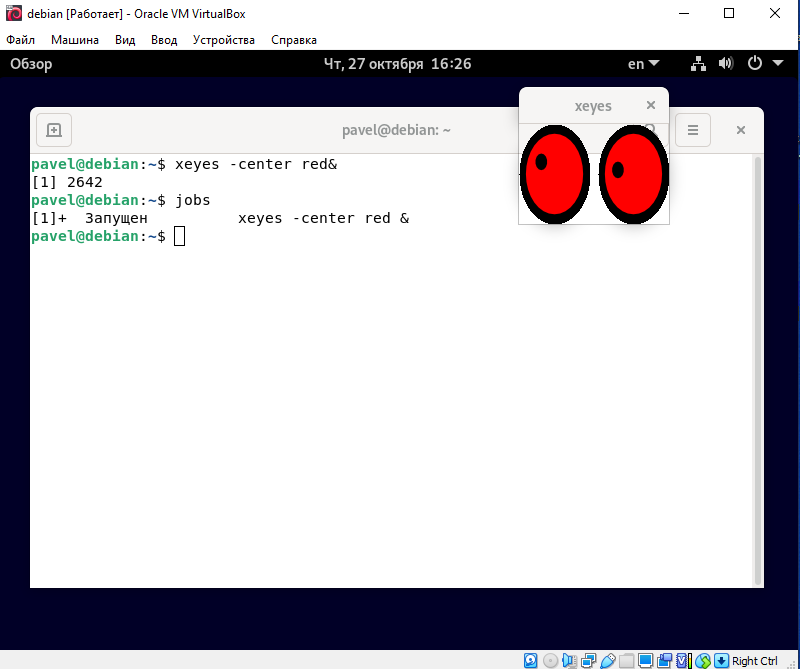 debian [Работает] - Oracle VM VirtualBox
Файл Машина Вид Ввод Устройства Справка
Обзор Чт, 27 октября 16:26 en
xeyes
pavel@debian: ~
pavel@debian:~$ xeyes -center red&
[1] 2642
pavel@debian:~$ jobs
[1]+  Запущен          xeyes -center red &
pavel@debian:~$
Right Ctrl